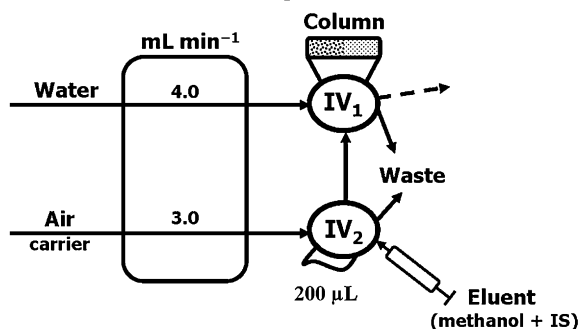 Column
mL min⁻¹
Water
4.0
IV₁
Waste
Air
carrier
3.0
IV₂
200 µL
Eluent
(methanol + IS)